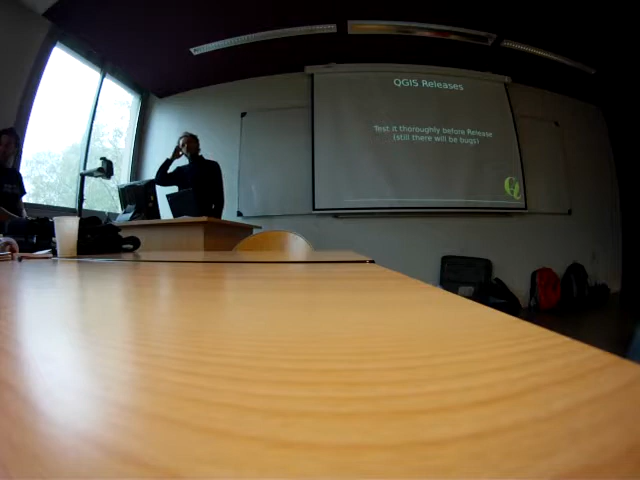 QGIS Releases
Test it thoroughly before Release
(still there will be bugs)